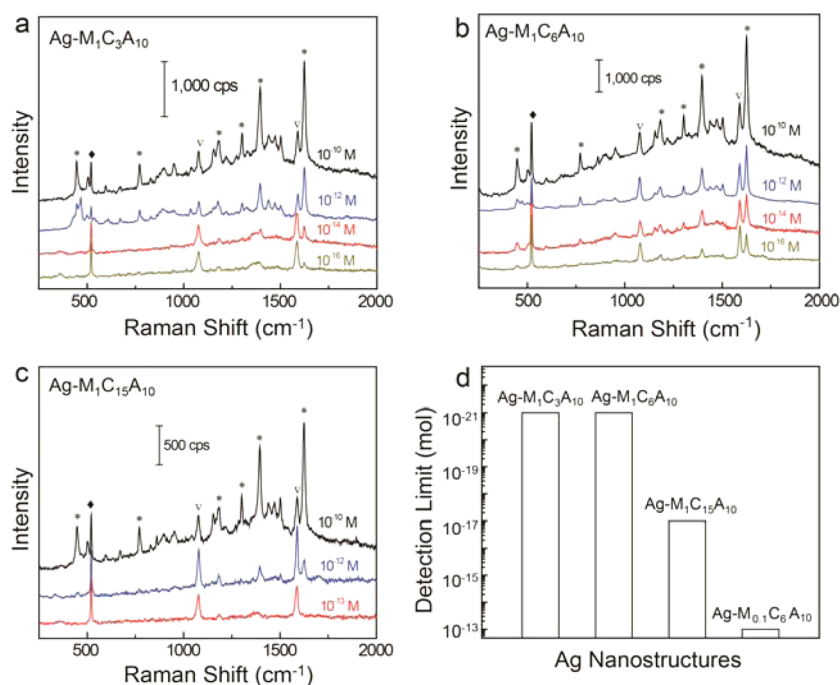 a
Ag-M₁C₃A₁₀
1,000 cps
* ♦ * v * * * v *
10⁻¹⁰ M
10⁻¹² M
10⁻¹⁴ M
10⁻¹⁶ M
Intensity
500 1000 1500 2000
Raman Shift (cm⁻¹)
b
Ag-M₁C₆A₁₀
1,000 cps
* ♦ * v * * * v *
10⁻¹⁰ M
10⁻¹² M
10⁻¹⁴ M
10⁻¹⁶ M
Intensity
500 1000 1500 2000
Raman Shift (cm⁻¹)
c
Ag-M₁C₁₅A₁₀
500 cps
* ♦ * v * * * v *
10⁻¹⁰ M
10⁻¹² M
10⁻¹³ M
Intensity
500 1000 1500 2000
Raman Shift (cm⁻¹)
d
Ag-M₁C₃A₁₀ Ag-M₁C₆A₁₀
Ag-M₁C₁₅A₁₀
Ag-M₀.₁C₆A₁₀
10⁻²¹
10⁻¹⁹
10⁻¹⁷
10⁻¹⁵
10⁻¹³
Detection Limit (mol)
Ag Nanostructures